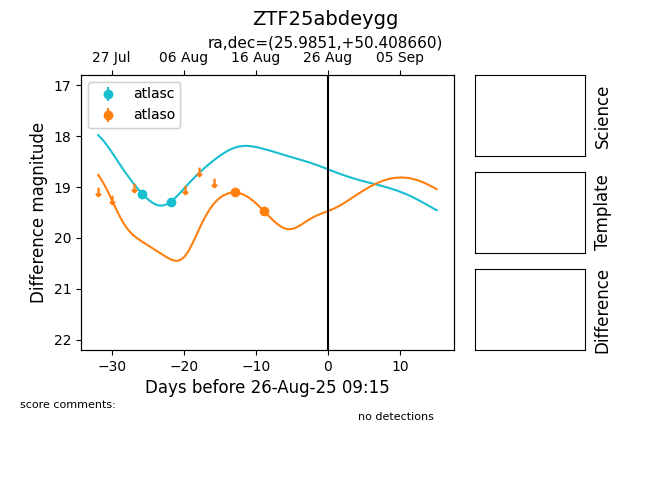 ZTF25abdeygg
ra,dec=(25.9851,+50.408660)
27 Jul 06 Aug 16 Aug 26 Aug 05 Sep
atlasc
atlaso
17
18
19
20
21
22
Difference magnitude
−30 −20 −10 0 10
Days before 26-Aug-25 09:15
Science
Template
Difference
score comments:
no detections